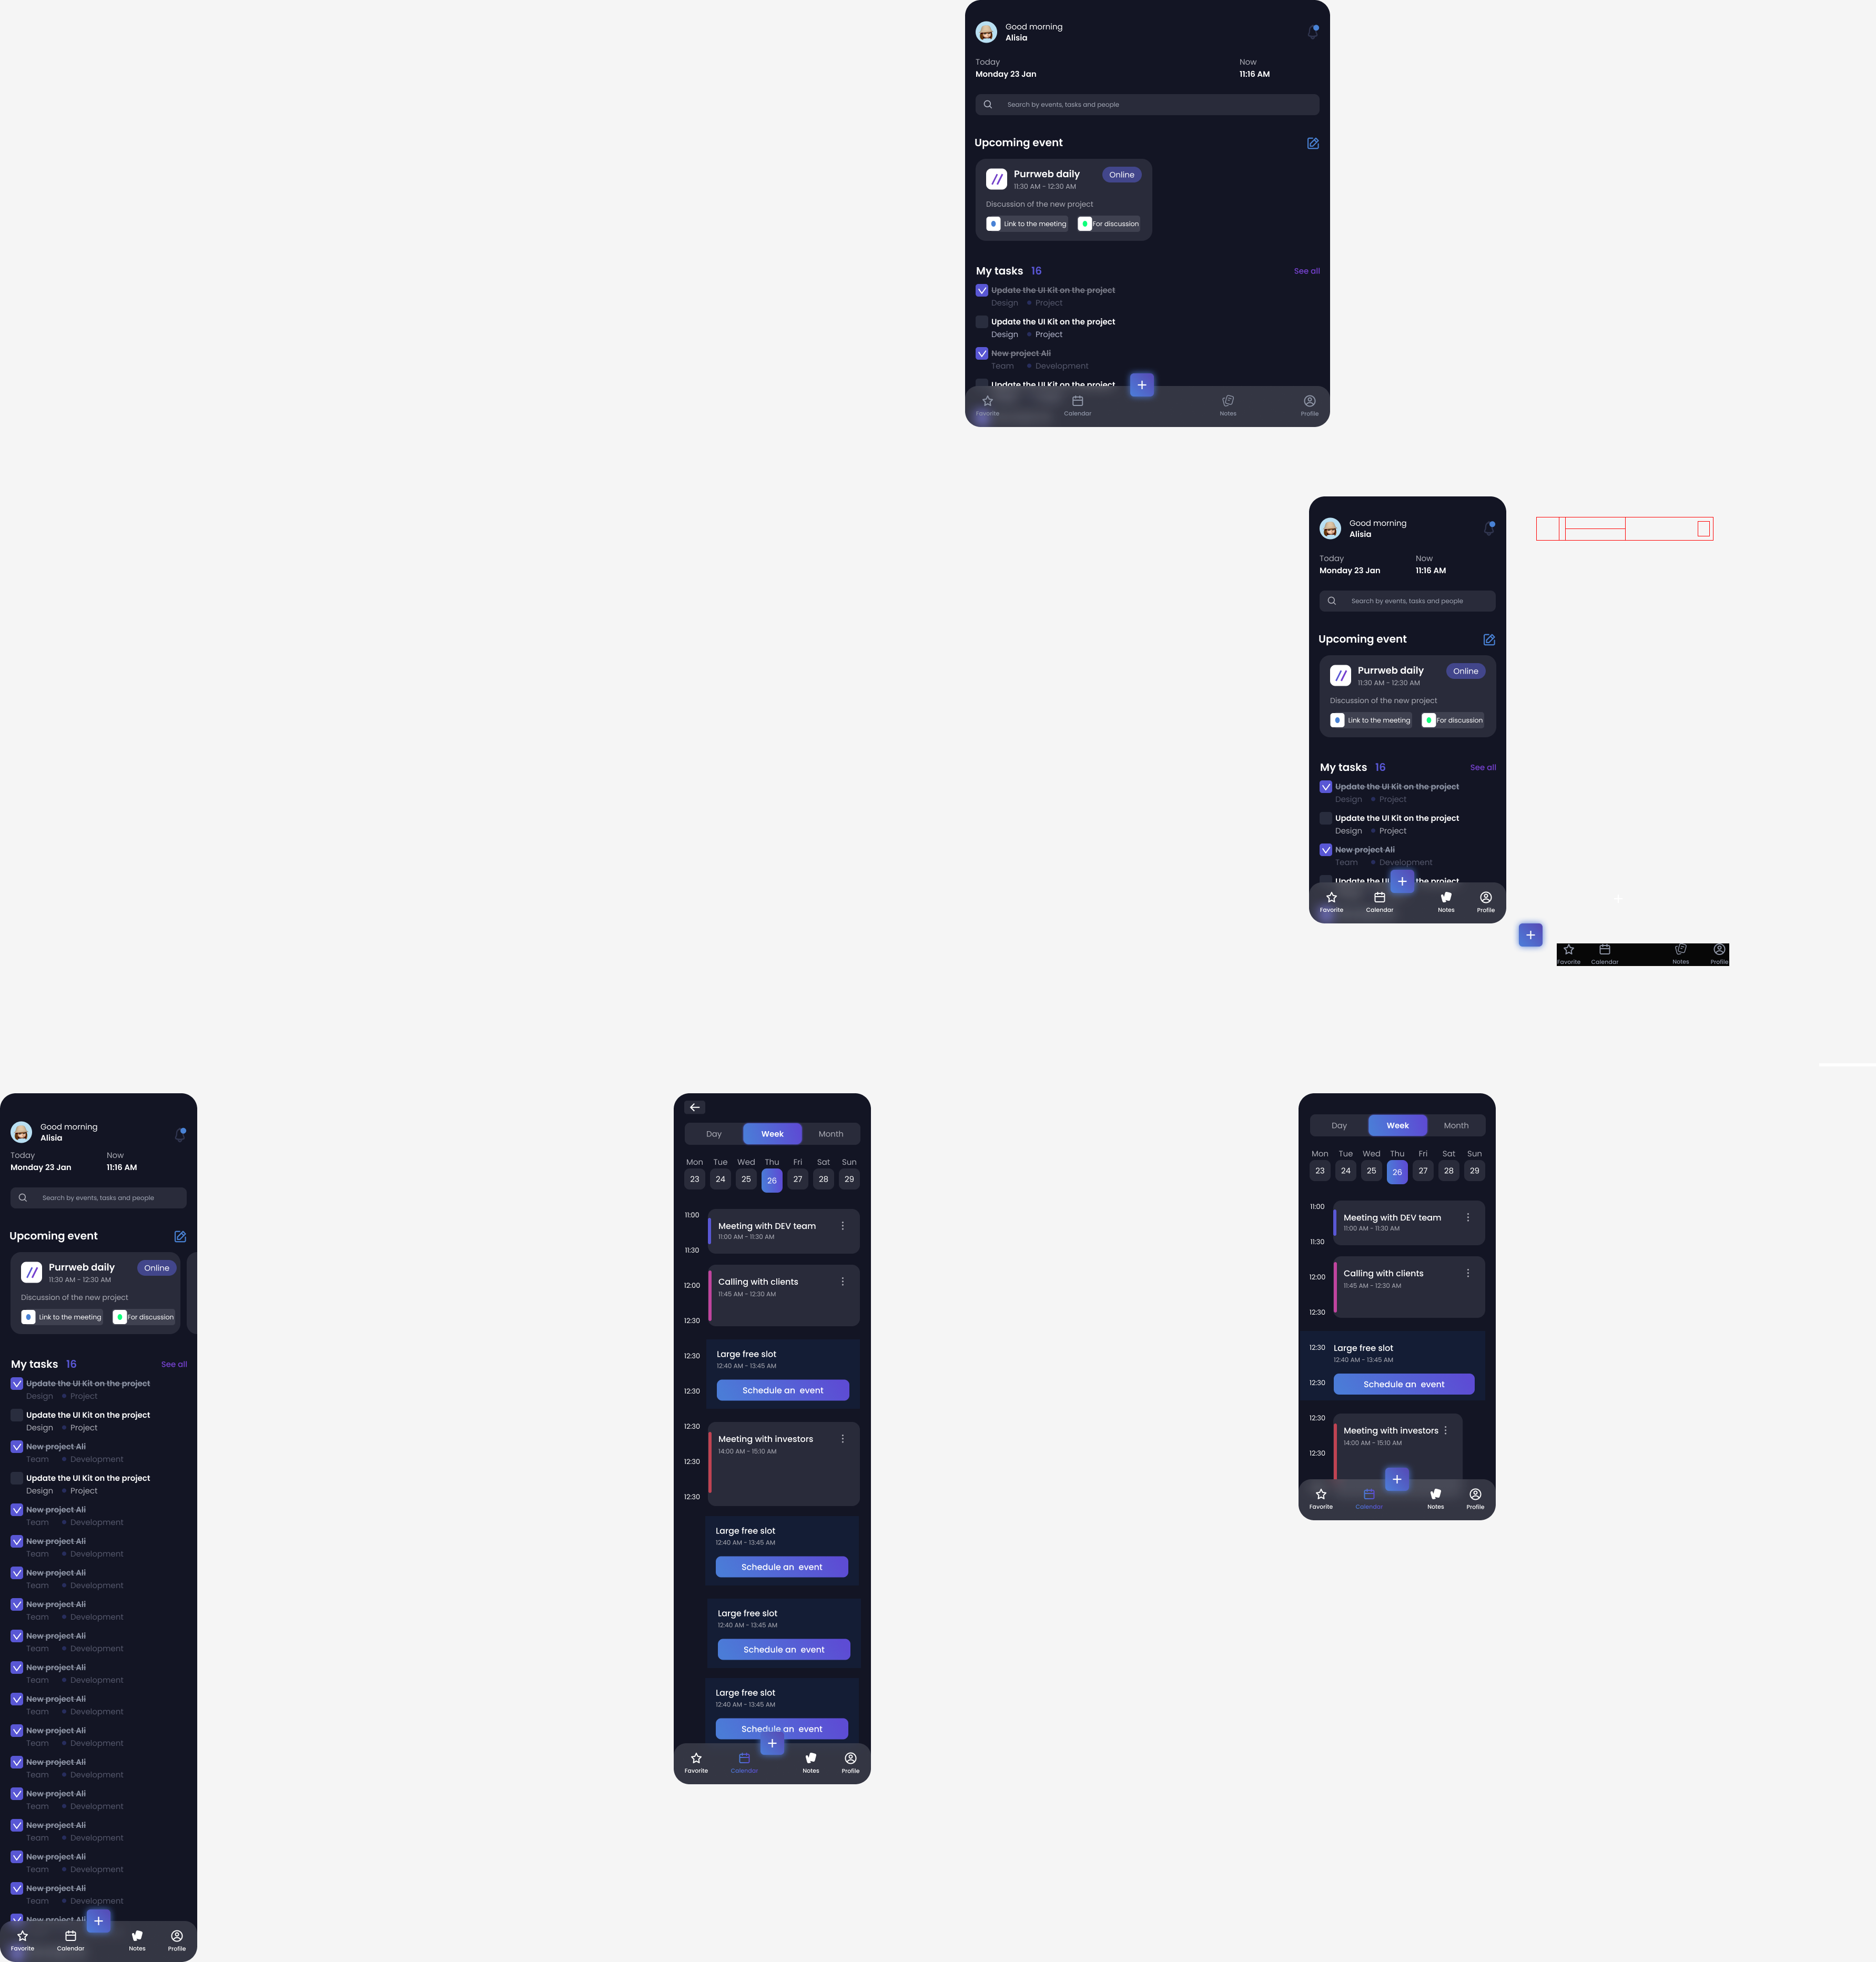 Good morning
Alisia
Today
Now
Monday 23 Jan
11:16 AM
Search by events, tasks and people
Upcoming event
Purrweb daily
Online
11:30 AM - 12:30 AM
Discussion of the new project
Link to the meeting
For discussion
My tasks 16
See all
Update the UI Kit on the project
Design Project
Update the UI Kit on the project
Design Project
New project Ali
Team Development
Update the UI Kit on the project
Favorite
Calendar
Notes
Profile
Good morning
Alisia
Today
Now
Monday 23 Jan
11:16 AM
Search by events, tasks and people
Upcoming event
Purrweb daily
Online
11:30 AM - 12:30 AM
Discussion of the new project
Link to the meeting
For discussion
My tasks 16
See all
Update the UI Kit on the project
Design Project
Update the UI Kit on the project
Design Project
New project Ali
Team Development
Update the UI the project
Favorite
Calendar
Notes
Profile
Favorite
Calendar
Notes
Profile
Good morning
Alisia
Today
Now
Monday 23 Jan
11:16 AM
Search by events, tasks and people
Upcoming event
Purrweb daily
Online
11:30 AM - 12:30 AM
Discussion of the new project
Link to the meeting
For discussion
My tasks 16
See all
Update the UI Kit on the project
Design Project
Update the UI Kit on the project
Design Project
New project Ali
Team Development
Update the UI Kit on the project
Design Project
New project Ali
Team Development
New project Ali
Team Development
New project Ali
Team Development
New project Ali
Team Development
New project Ali
Team Development
New project Ali
Team Development
New project Ali
Team Development
New project Ali
Team Development
New project Ali
Team Development
New project Ali
Team Development
New project Ali
Team Development
New project Ali
Team Development
New project Ali
Team Development
New project Ali
Favorite
Calendar
Notes
Profile
Day
Week
Month
Mon Tue Wed Thu Fri Sat Sun
23 24 25 26 27 28 29
11:00
Meeting with DEV team
11:00 AM - 11:30 AM
11:30
Calling with clients
12:00
11:45 AM - 12:30 AM
12:30
Large free slot
12:30
12:40 AM - 13:45 AM
12:30
Schedule an event
12:30
Meeting with investors
14:00 AM - 15:10 AM
12:30
12:30
Large free slot
12:40 AM - 13:45 AM
Schedule an event
Large free slot
12:40 AM - 13:45 AM
Schedule an event
Large free slot
12:40 AM - 13:45 AM
Schedule an event
Favorite
Calendar
Notes
Profile
Day
Week
Month
Mon Tue Wed Thu Fri Sat Sun
23 24 25 26 27 28 29
11:00
Meeting with DEV team
11:00 AM - 11:30 AM
11:30
Calling with clients
12:00
11:45 AM - 12:30 AM
12:30
12:30
Large free slot
12:40 AM - 13:45 AM
12:30
Schedule an event
12:30
Meeting with investors
14:00 AM - 15:10 AM
12:30
Favorite
Calendar
Notes
Profile